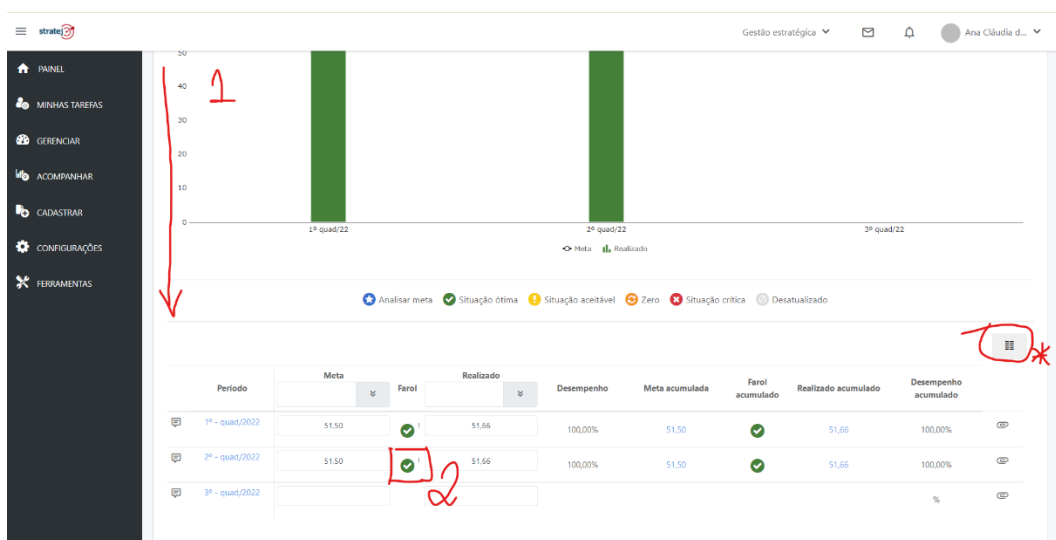 stratej
Gestão estratégica
Ana Cláudia d...
PAINEL
MINHAS TAREFAS
GERENCIAR
ACOMPANHAR
CADASTRAR
CONFIGURAÇÕES
FERRAMENTAS
1
50
40
30
20
10
0
1º quad/22 2º quad/22 3º quad/22
Meta Realizado
Analisar meta Situação ótima Situação aceitável Zero Situação crítica Desatualizado
*
Período Meta Farol Realizado Desempenho Meta acumulada Farol acumulado Realizado acumulado Desempenho acumulado
1º - quad/2022 51,50 1 51,66 100,00% 51,50 51,66 100,00%
2º - quad/2022 51,50 1 51,66 100,00% 51,50 51,66 100,00%
2
3º - quad/2022 %